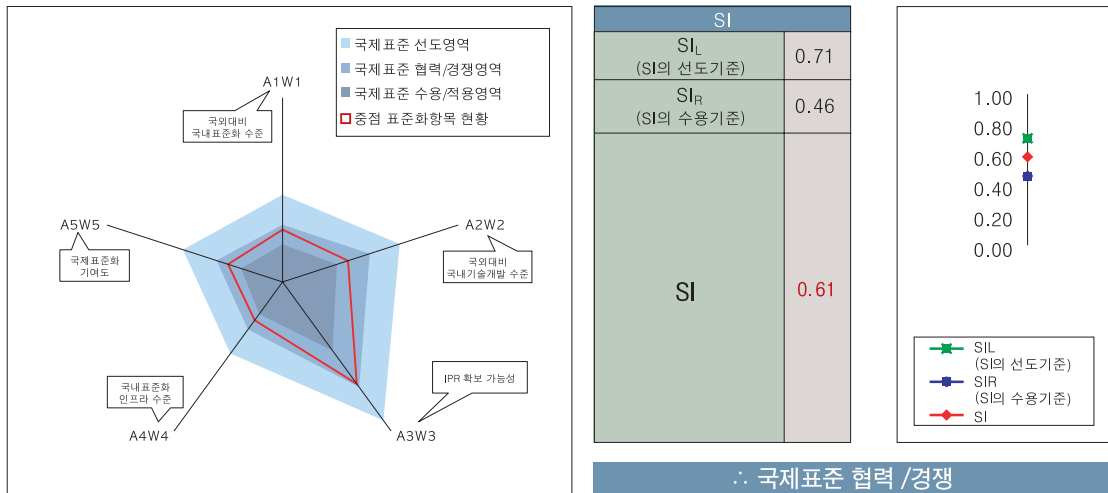 국제표준 선도영역
국제표준 협력/경쟁영역
국제표준 수용/적용영역
중점 표준화항목 현황
A1W1
국외대비
국내표준화 수준
A2W2
국외대비
국내기술개발 수준
A5W5
국제표준화
기여도
국내표준화
인프라 수준
A4W4
IPR 확보 가능성
A3W3
SI
SIL
(SI의 선도기준)
0.71
SIR
(SI의 수용기준)
0.46
SI
0.61
1.00
0.80
0.60
0.40
0.20
0.00
SIL
(SI의 선도기준)
SIR
(SI의 수용기준)
SI
∴ 국제표준 협력 /경쟁